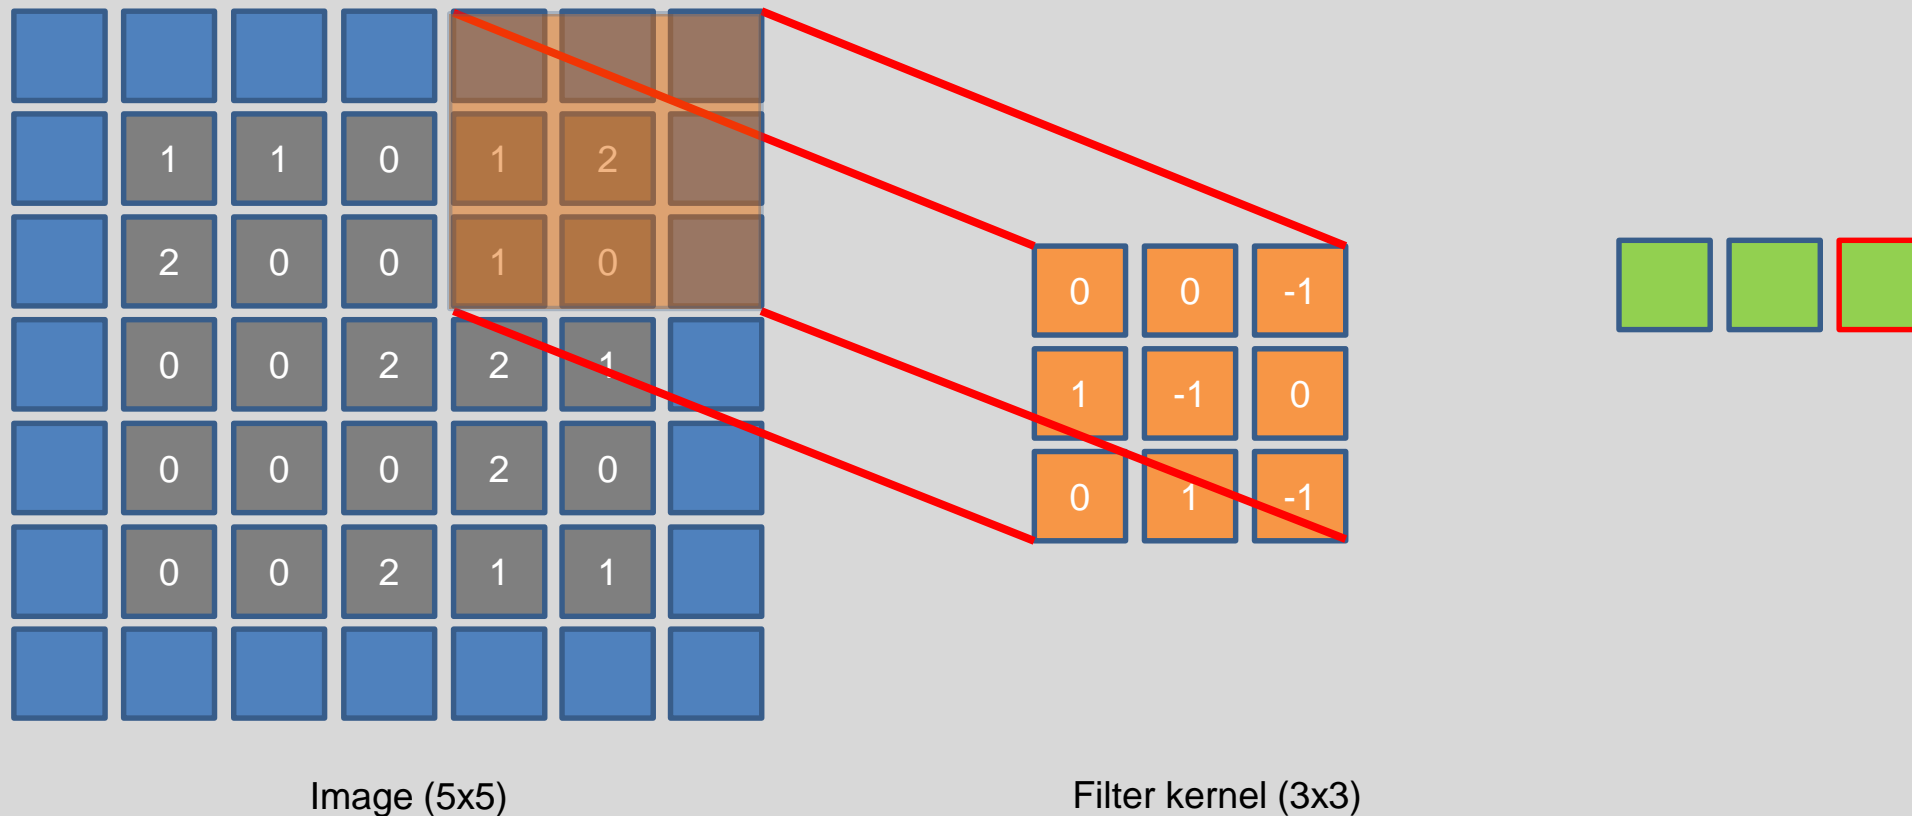 1 1 0 1 2
2 0 0 1 0
0 0 -1
0 0 2 2 1
1 -1 0
0 0 0 2 0
0 1 -1
0 0 2 1 1
Image (5x5)
Filter kernel (3x3)